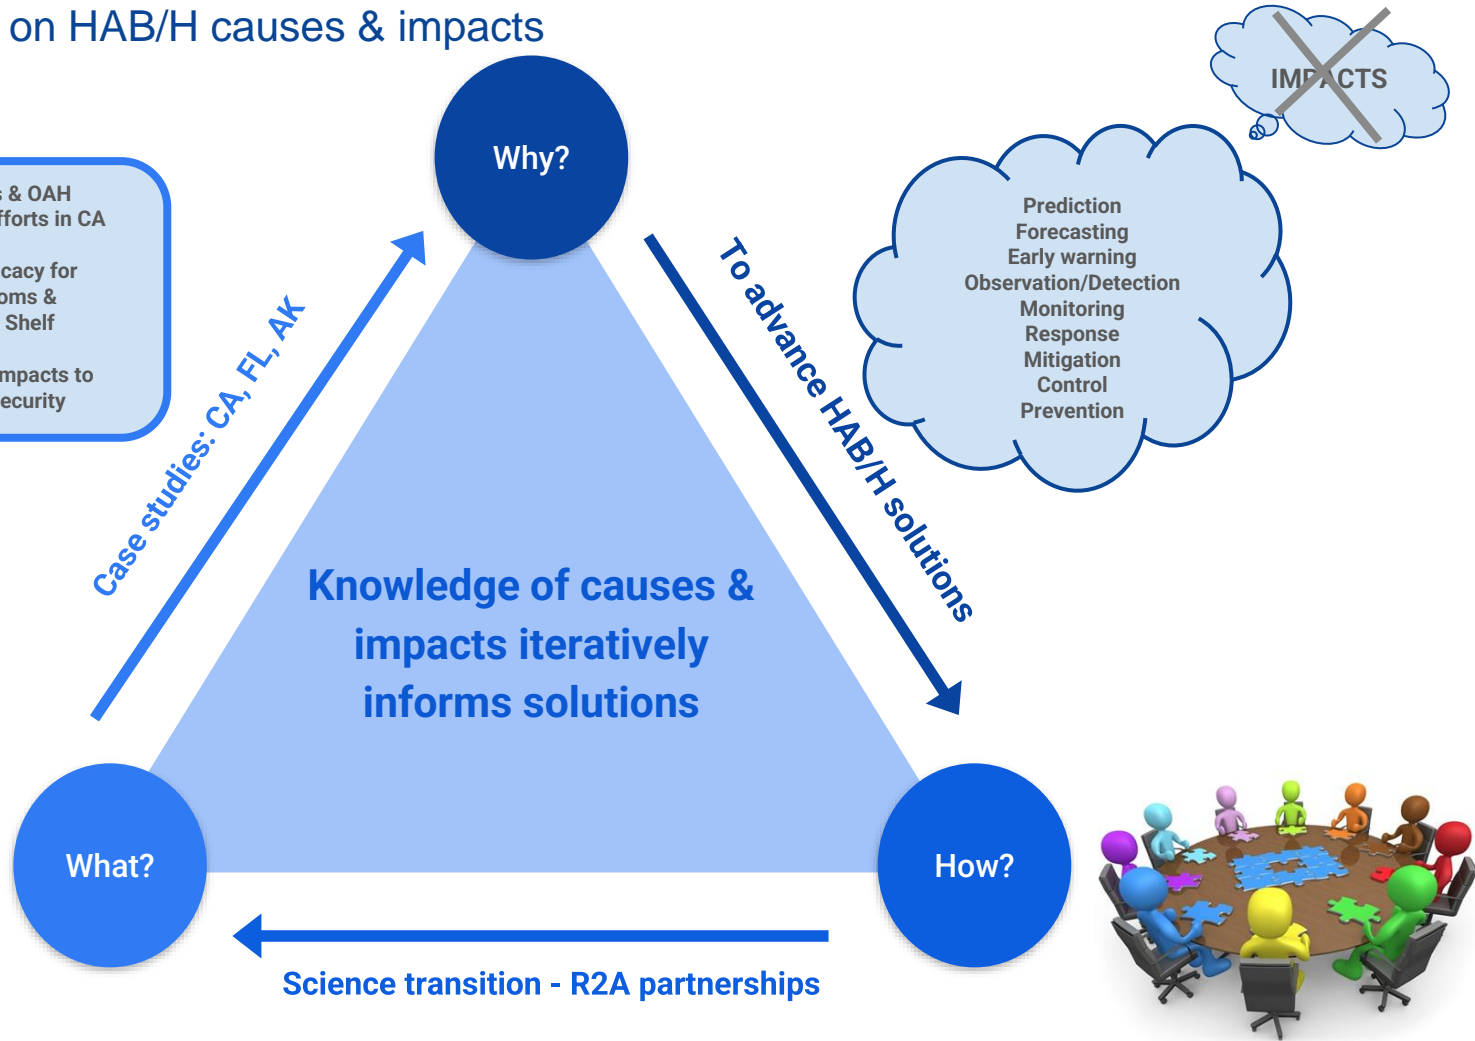 on HAB/H causes & impacts
IMPACTS
Why?
s & OAH
fforts in CA
icacy for
oms &
Shelf
mpacts to
ecurity
Prediction
Forecasting
Early warning
Observation/Detection
Monitoring
Response
Mitigation
Control
Prevention
Case studies: CA, FL, AK
To advance HAB/H solutions
Knowledge of causes &
impacts iteratively
informs solutions
What?
How?
Science transition - R2A partnerships